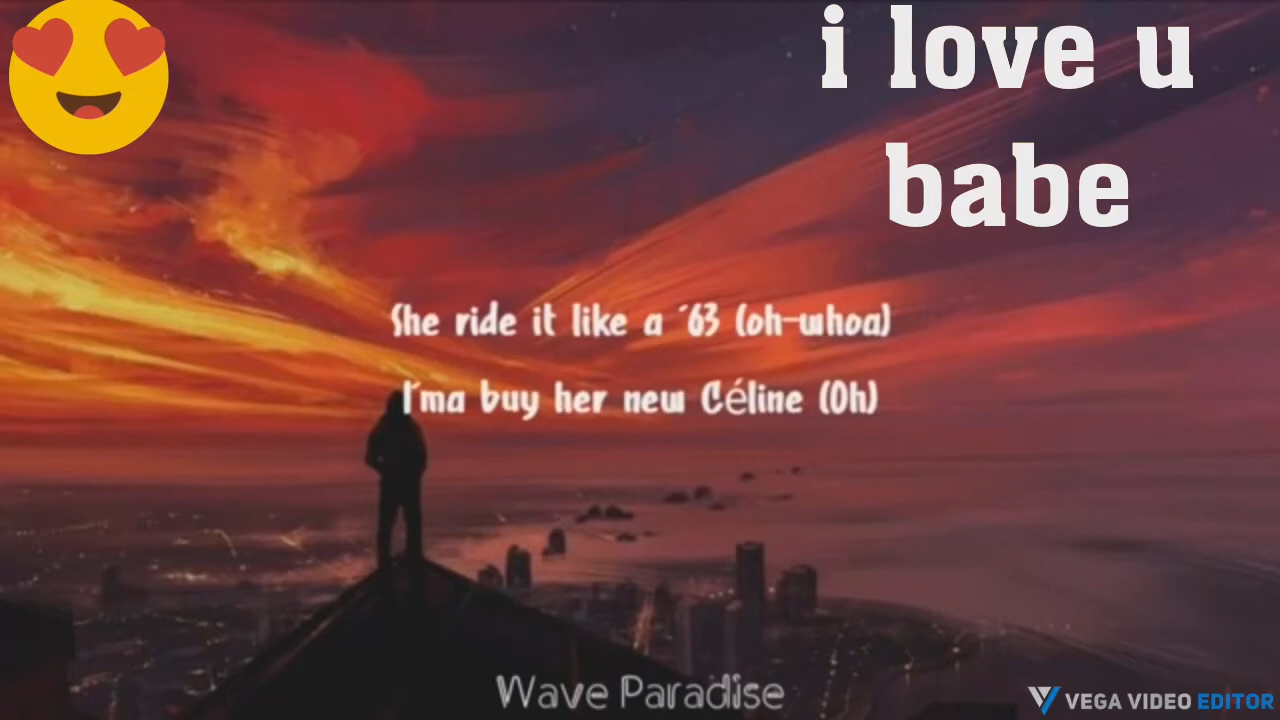 i love u
babe
She ride it like a '63 (oh-whoa)
I'ma buy her new Céline (Oh)
Wave Paradise
VEGA VIDEO EDITOR